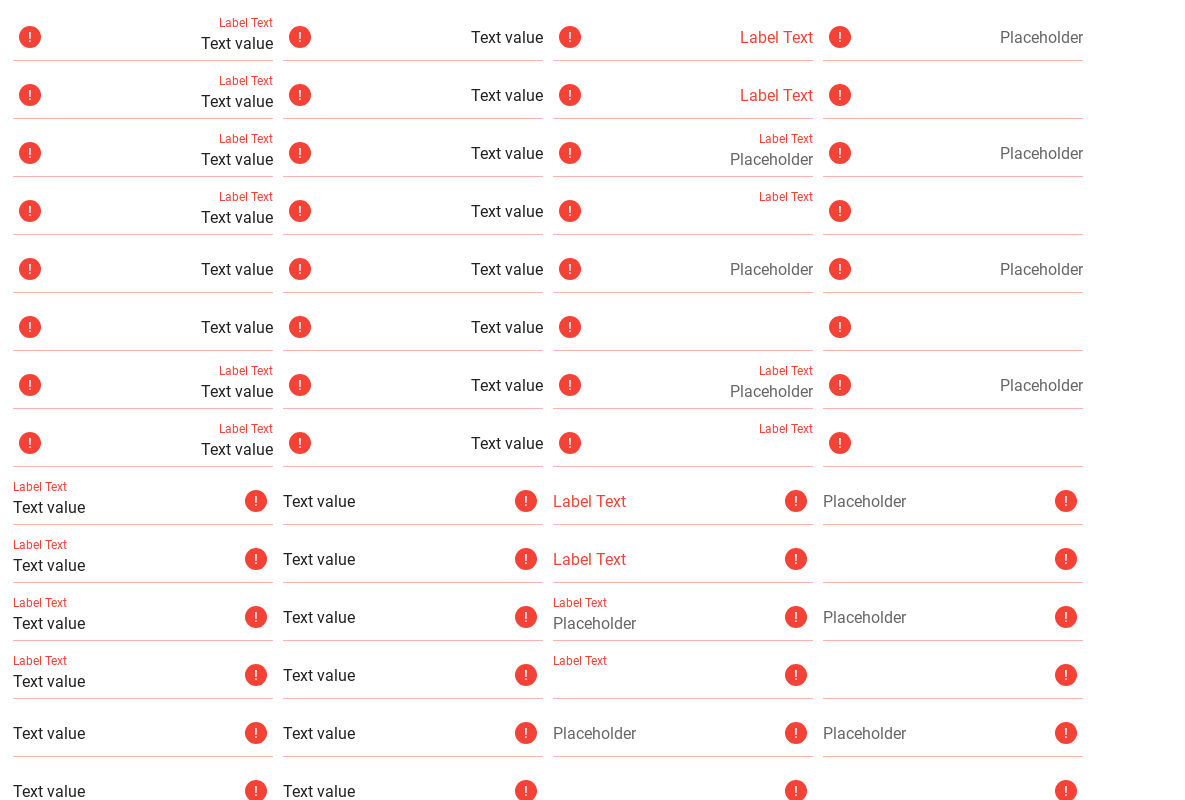 Label Text
! Text value ! Text value ! Label Text ! Placeholder
Label Text
! Text value ! Text value ! Label Text !
Label Text Label Text
! Text value ! Text value ! Placeholder ! Placeholder
Label Text Label Text
! Text value ! Text value ! !
! Text value ! Text value ! Placeholder ! Placeholder
! Text value ! Text value ! !
Label Text Label Text
! Text value ! Text value ! Placeholder ! Placeholder
Label Text Label Text
! Text value ! Text value ! !
Label Text
Text value ! Text value ! Label Text ! Placeholder !
Label Text
Text value ! Text value ! Label Text ! !
Label Text Label Text
Text value ! Text value ! Placeholder ! Placeholder !
Label Text Label Text
Text value ! Text value ! ! !
Text value ! Text value ! Placeholder ! Placeholder !
Text value ! Text value ! ! !